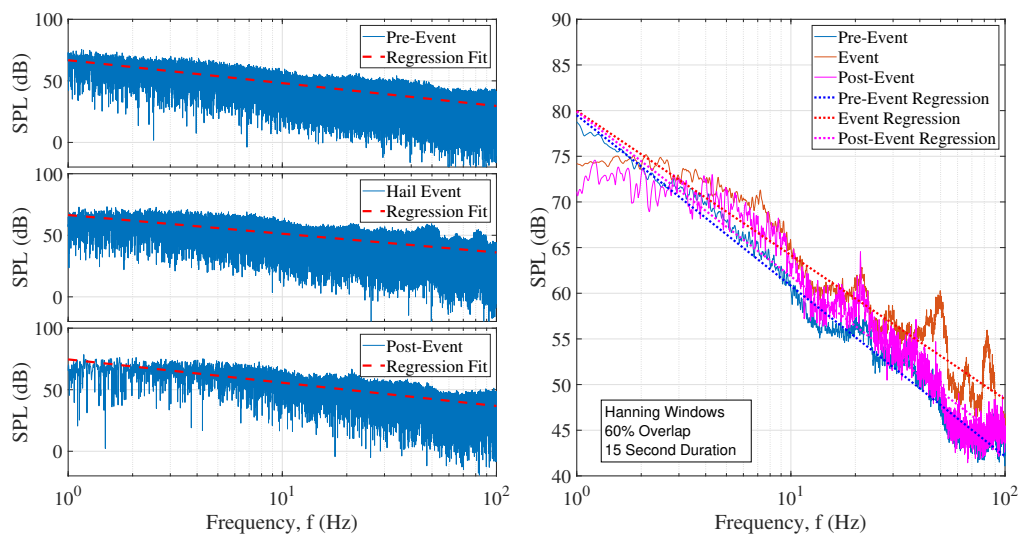 100
50
0
SPL (dB)
Pre-Event
Regression Fit
100
50
0
SPL (dB)
Hail Event
Regression Fit
100
50
0
SPL (dB)
Post-Event
Regression Fit
10^0
10^1
10^2
Frequency, f (Hz)
90
85
80
75
70
65
60
55
50
45
40
SPL (dB)
Pre-Event
Event
Post-Event
Pre-Event Regression
Event Regression
Post-Event Regression
Hanning Windows
60% Overlap
15 Second Duration
10^0
10^1
10^2
Frequency, f (Hz)